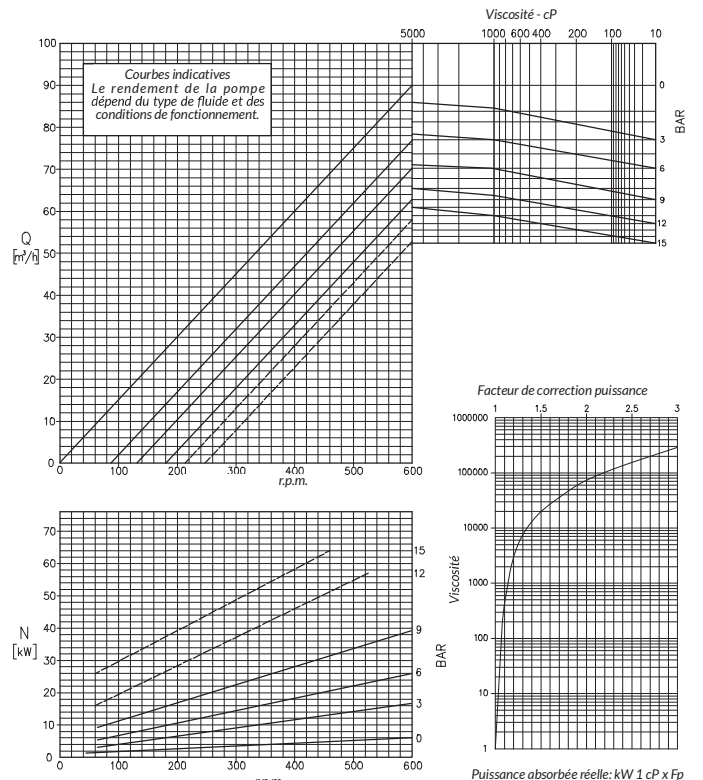 Viscosité - cP
5000 1000 600 400 200 100 10
100
90
80
70
60
50
40
30
20
10
0
Courbes indicatives
Le rendement de la pompe
dépend du type de fluide et des
conditions de fonctionnement.
Q
[m³/h]
0
3
6
9
12
15
BAR
0 100 200 300 400 500 600
r.p.m.
70
60
50
40
30
20
10
0
N
[kW]
15
12
9
6
3
0
BAR
0 100 200 300 400 500 600
r.p.m.
Facteur de correction puissance
1 1.5 2 2.5 3
1000000
100000
10000
1000
100
10
1
Viscosité
Puissance absorbée réelle: kW 1 cP x Fp